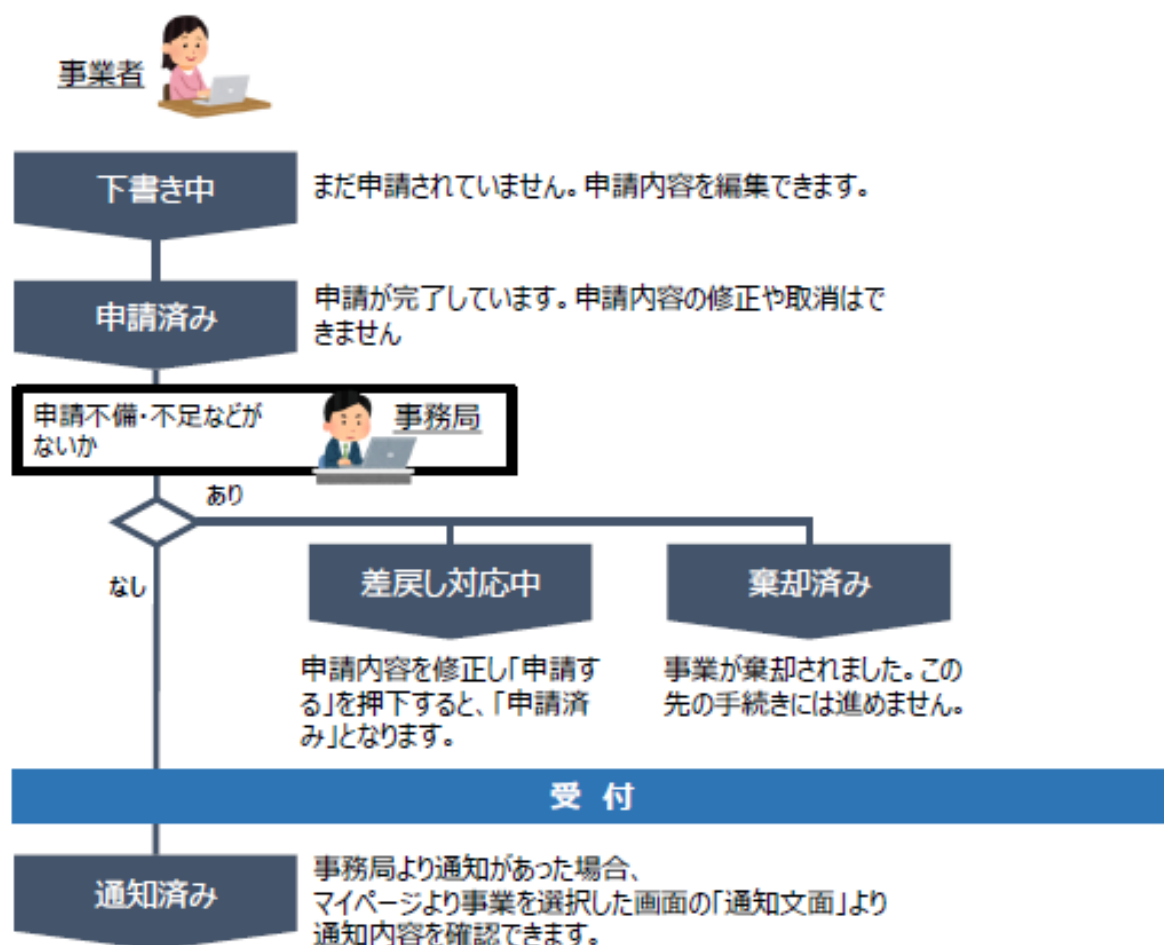 事業者
下書き中
まだ申請されていません。申請内容を編集できます。
申請済み
申請が完了しています。申請内容の修正や取消はで
きません
申請不備・不足などが
ないか
事務局
あり
なし
差戻し対応中
棄却済み
申請内容を修正し「申請す
る」を押下すると、「申請済
み」となります。
事業が棄却されました。この
先の手続きには進めません。
受 付
通知済み
事務局より通知があった場合、
マイページより事業を選択した画面の「通知文面」より
通知内容を確認できます。